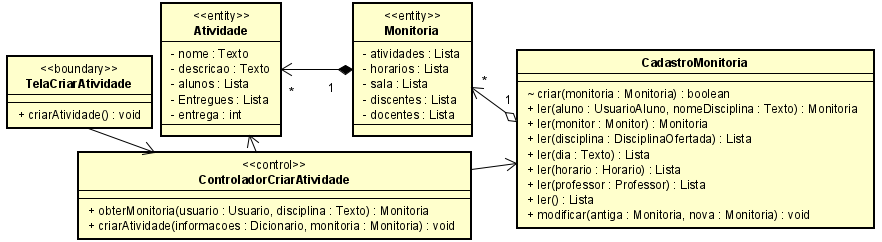 <<entity>>
Atividade
- nome : Texto
- descricao : Texto
- alunos : Lista
- Entregues : Lista
- entrega : int
<<entity>>
Monitoria
- atividades : Lista
- horarios : Lista
- sala : Lista
- discentes : Lista
- docentes : Lista
* 1
<<boundary>>
TelaCriarAtividade
+ criarAtividade() : void
* 1
CadastroMonitoria
~ criar(monitoria : Monitoria) : boolean
+ ler(aluno : UsuarioAluno, nomeDisciplina : Texto) : Monitoria
+ ler(monitor : Monitor) : Monitoria
+ ler(disciplina : DisciplinaOfertada) : Lista
+ ler(dia : Texto) : Lista
+ ler(horario : Horario) : Lista
+ ler(professor : Professor) : Lista
+ ler() : Lista
+ modificar(antiga : Monitoria, nova : Monitoria) : void
<<control>>
ControladorCriarAtividade
+ obterMonitoria(usuario : Usuario, disciplina : Texto) : Monitoria
+ criarAtividade(informacoes : Dicionario, monitoria : Monitoria) : void